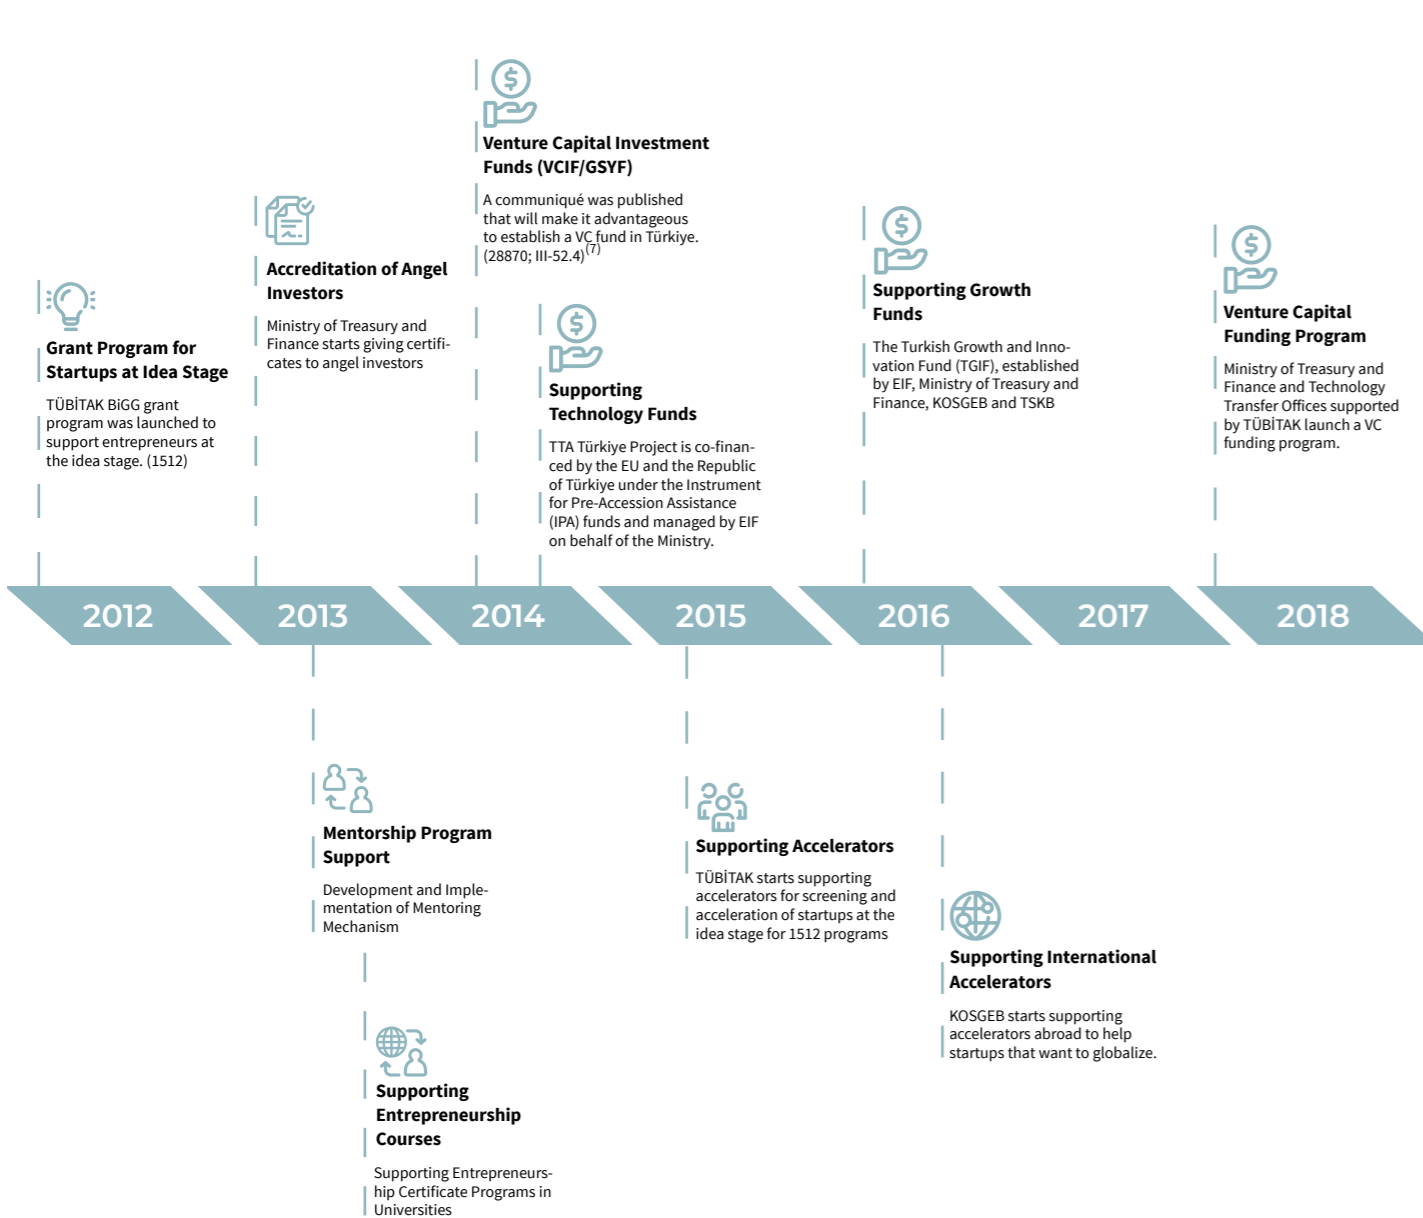 Venture Capital Investment
Funds (VCIF/GSYF)
A communiqué was published
that will make it advantageous
to establish a VC fund in Türkiye.
(28870; III-52.4)(7)
Accreditation of Angel
Investors
Ministry of Treasury and
Finance starts giving certifi-
cates to angel investors
Grant Program for
Startups at Idea Stage
TÜBİTAK BiGG grant
program was launched to
support entrepreneurs at
the idea stage. (1512)
Supporting
Technology Funds
TTA Türkiye Project is co-finan-
ced by the EU and the Republic
of Türkiye under the Instrument
for Pre-Accession Assistance
(IPA) funds and managed by EIF
on behalf of the Ministry.
Supporting Growth
Funds
The Turkish Growth and Inno-
vation Fund (TGIF), established
by EIF, Ministry of Treasury and
Finance, KOSGEB and TSKB
Venture Capital
Funding Program
Ministry of Treasury and
Finance and Technology
Transfer Offices supported
by TÜBİTAK launch a VC
funding program.
2012
2013
2014
2015
2016
2017
2018
Mentorship Program
Support
Development and Imple-
mentation of Mentoring
Mechanism
Supporting
Entrepreneurship
Courses
Supporting Entrepreneurs-
hip Certificate Programs in
Universities
Supporting Accelerators
TÜBİTAK starts supporting
accelerators for screening and
acceleration of startups at the
idea stage for 1512 programs
Supporting International
Accelerators
KOSGEB starts supporting
accelerators abroad to help
startups that want to globalize.